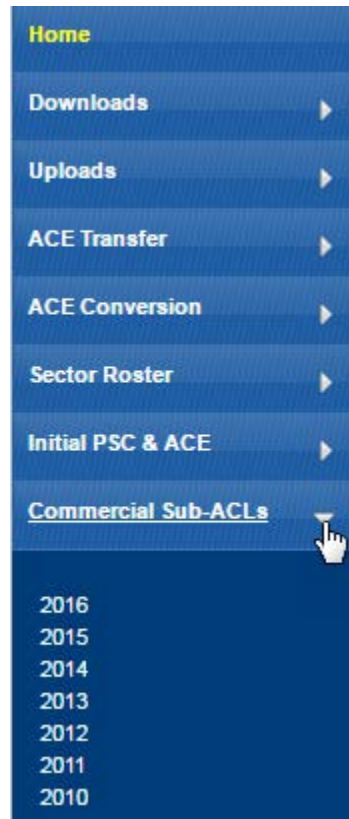 Home
Downloads
Uploads
ACE Transfer
ACE Conversion
Sector Roster
Initial PSC & ACE
Commercial Sub-ACLs
2016
2015
2014
2013
2012
2011
2010